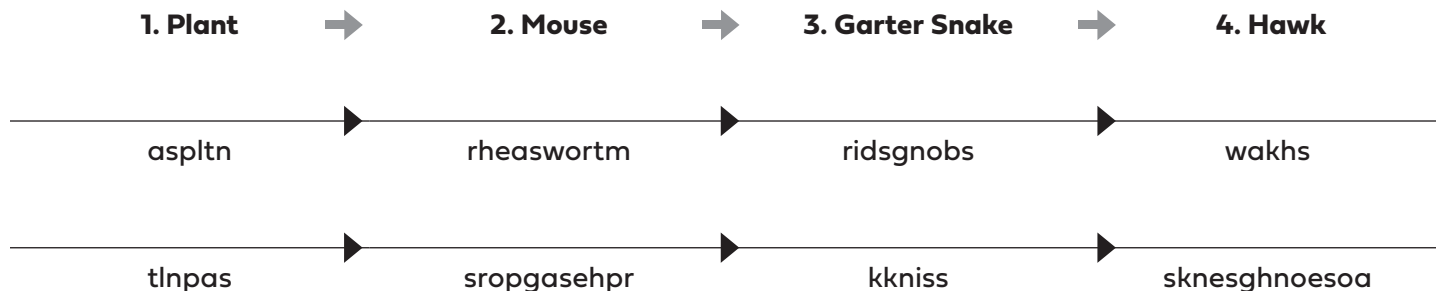 1. Plant 2. Mouse 3. Garter Snake 4. Hawk
aspltn rheaswortm ridsgnobs wakhs
tlnpas sropgasehpr kkniss sknesghnoesoa